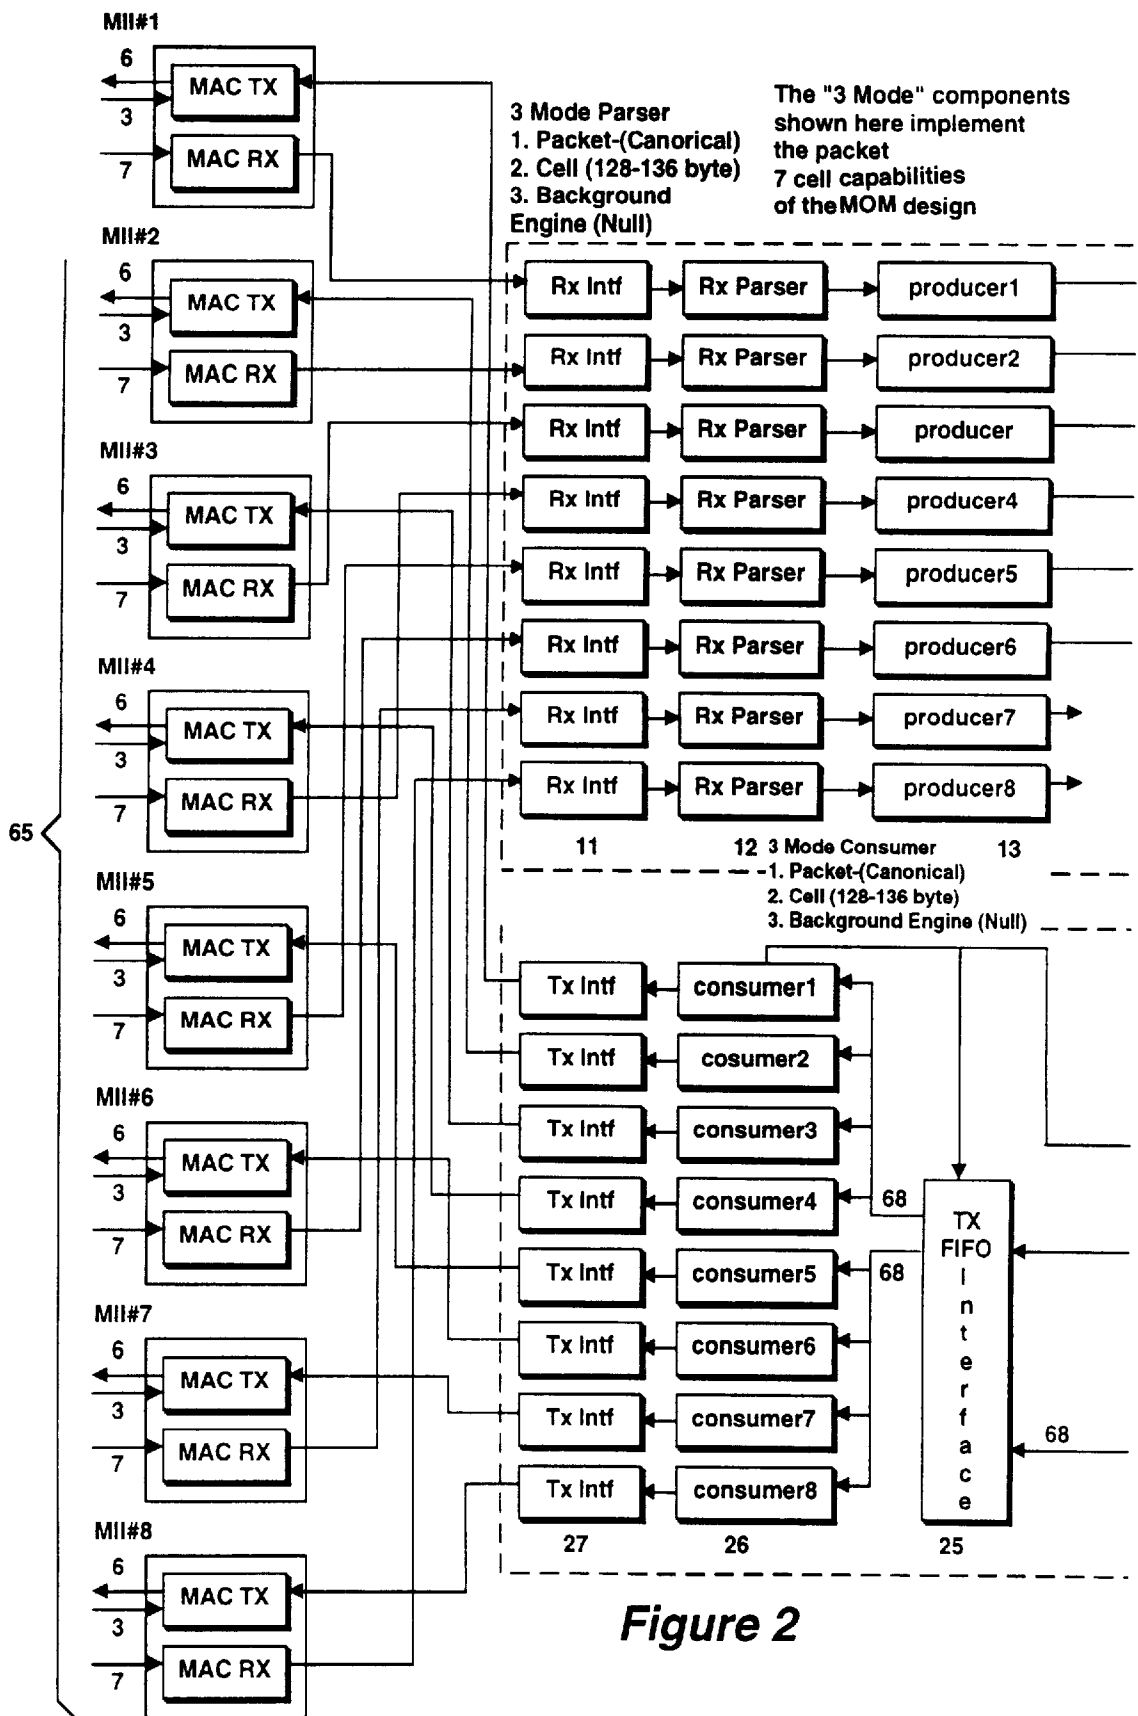 MII#1
6
MAC TX
3
MAC RX
7
3 Mode Parser
1. Packet-(Carorical)
2. Cell (128-136 byte)
3. Background
Engine (Null)
The "3 Mode" components
shown here implement
the packet
7 cell capabilities
of theMOM design
MII#2
6
MAC TX
3
MAC RX
7
MII#3
6
MAC TX
3
MAC RX
7
MII#4
6
MAC TX
3
MAC RX
7
65
MII#5
6
MAC TX
3
MAC RX
7
MII#6
6
MAC TX
3
MAC RX
7
MII#7
6
MAC TX
3
MAC RX
7
MII#8
6
MAC TX
3
MAC RX
7
Rx Intf Rx Parser producer1
Rx Intf Rx Parser producer2
Rx Intf Rx Parser producer
Rx Intf Rx Parser producer4
Rx Intf Rx Parser producer5
Rx Intf Rx Parser producer6
Rx Intf Rx Parser producer7
Rx Intf Rx Parser producer8
11 12 13
3 Mode Consumer
1. Packet-(Canonical)
2. Cell (128-136 byte)
3. Background Engine (Null)
Tx Intf consumer1
Tx Intf cosumer2
Tx Intf consumer3
Tx Intf consumer4
Tx Intf consumer5
Tx Intf consumer6
Tx Intf consumer7
Tx Intf consumer8
68
68
68
TX
FIFO
I
n
t
e
r
f
a
c
e
27 26 25
Figure 2